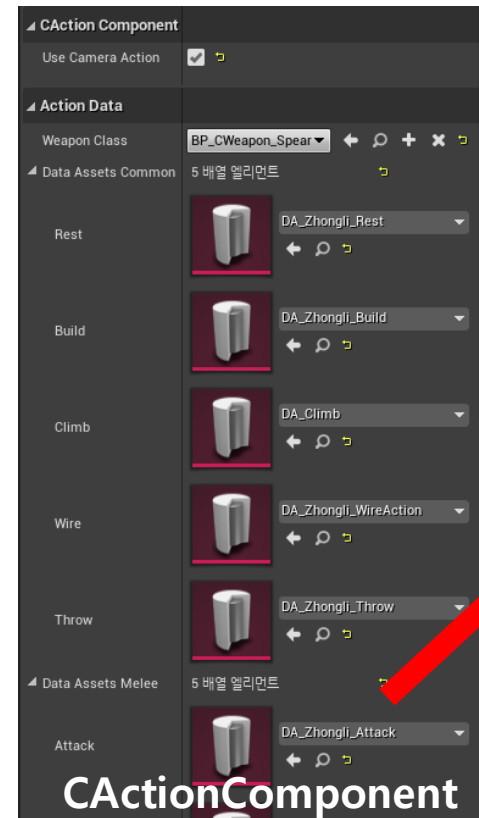 CAction Component
Use Camera Action
Action Data
Weapon Class BP_CWeapon_Spear
Data Assets Common 5 배열 엘리먼트
Rest DA_Zhongli_Rest
Build DA_Zhongli_Build
Climb DA_Climb
Wire DA_Zhongli_WireAction
Throw DA_Zhongli_Throw
Data Assets Melee 5 배열 엘리먼트
Attack DA_Zhongli_Attack
CActionComponent